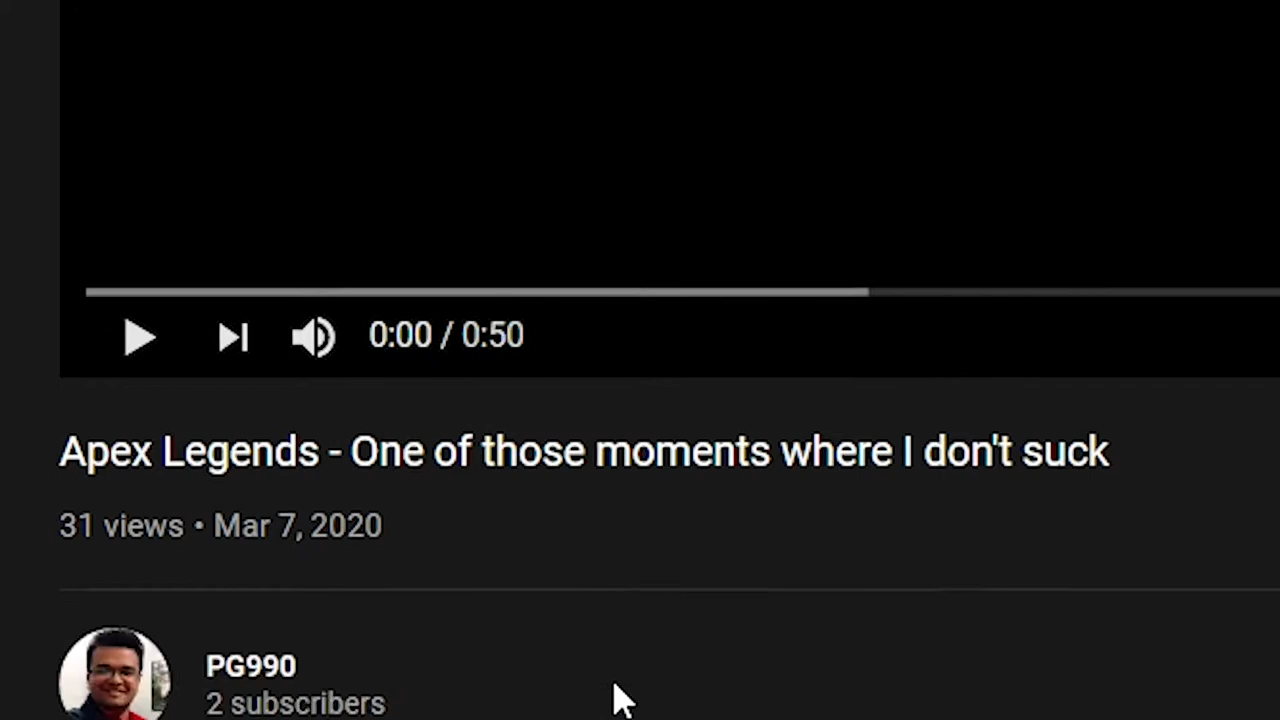 0:00 / 0:50
Apex Legends - One of those moments where I don't suck
31 views • Mar 7, 2020
PG990
2 subscribers